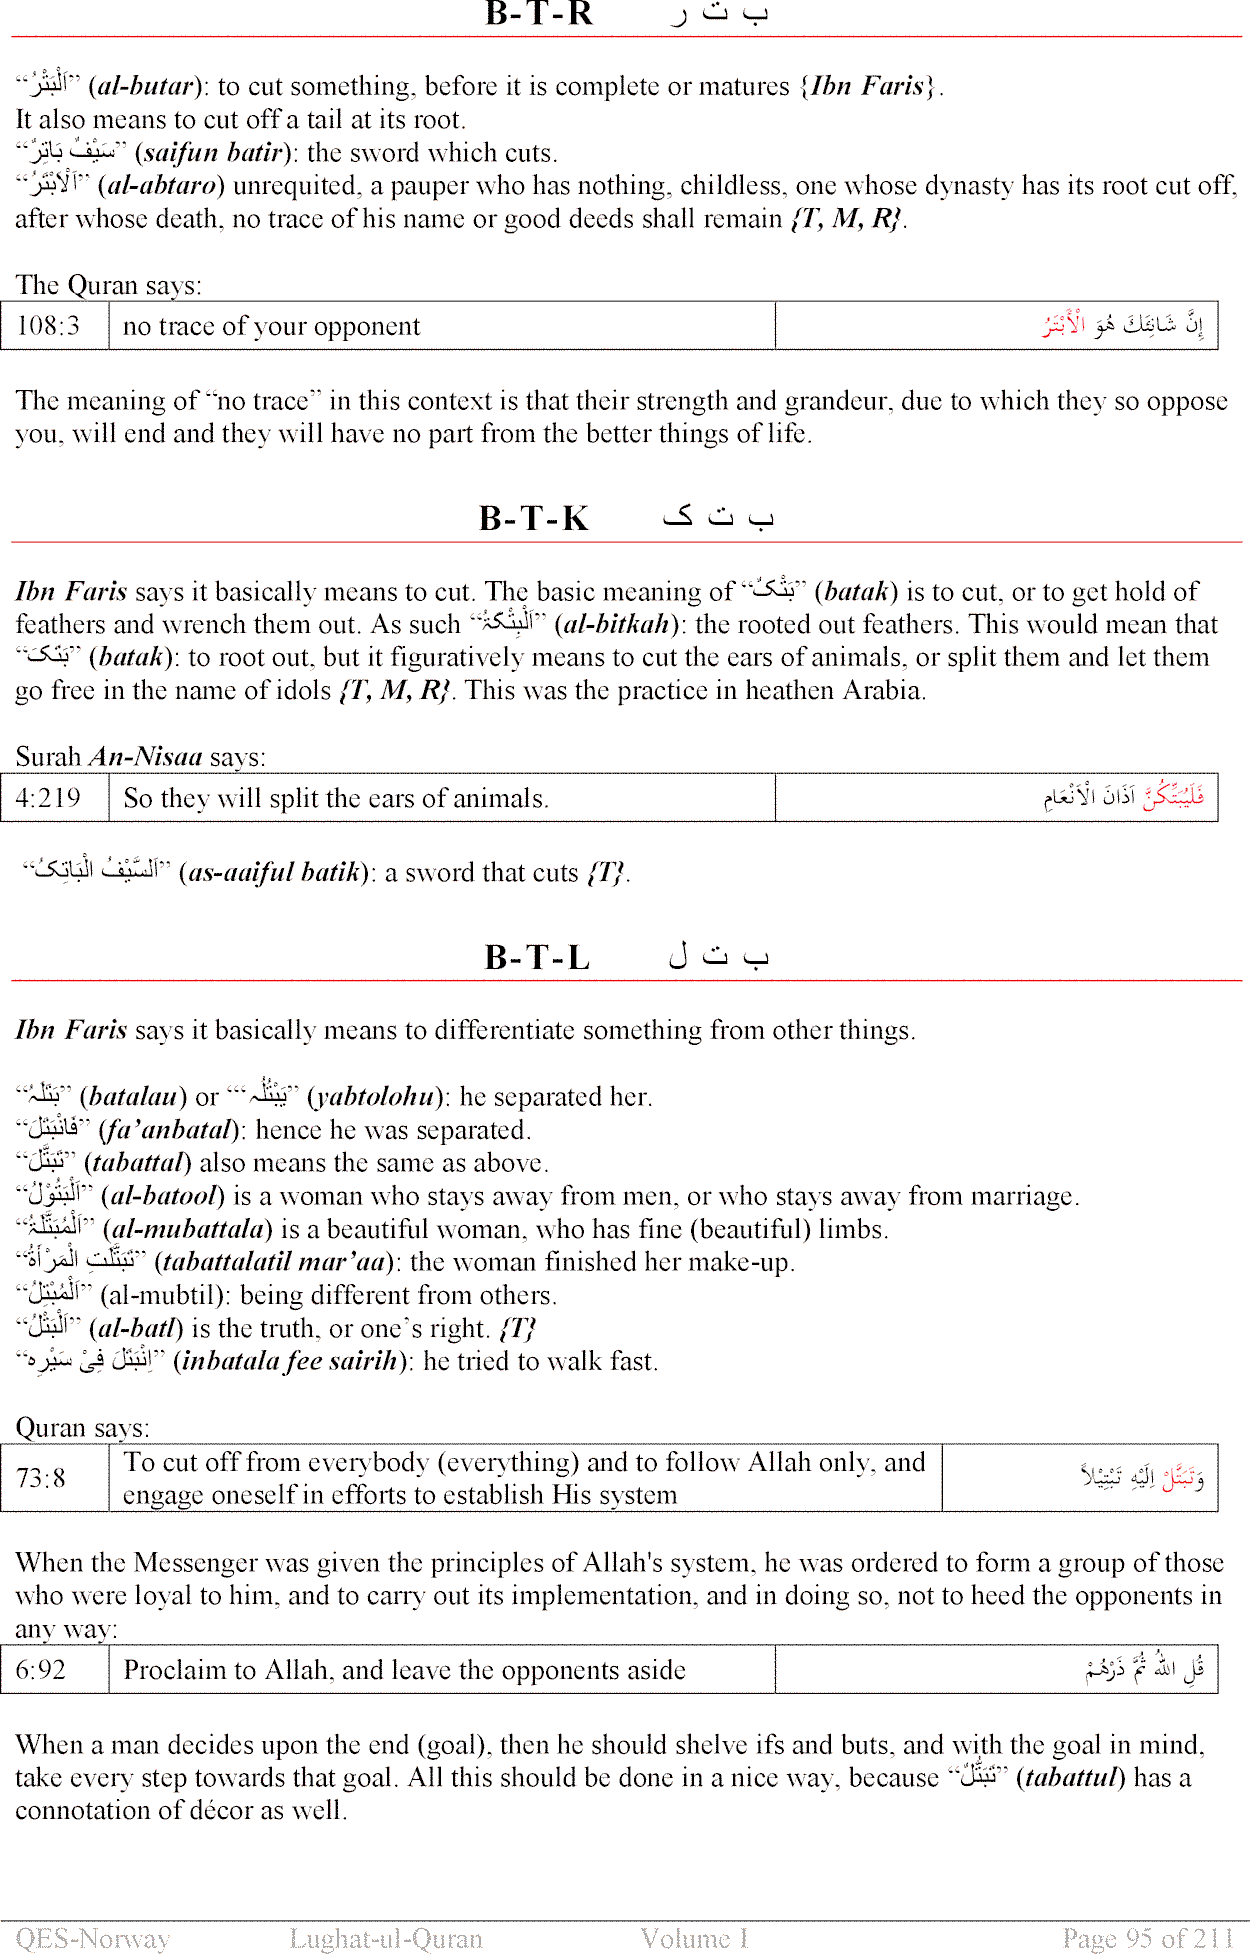 B-T-R ب ت ر
“اَلْبَتْرُ” (al-butar): to cut something, before it is complete or matures {Ibn Faris}.
It also means to cut off a tail at its root.
“سَيْفٌ بَاتِرٌ” (saifun batir): the sword which cuts.
“اَلْاَبْتَرُ” (al-abtaro) unrequited, a pauper who has nothing, childless, one whose dynasty has its root cut off,
after whose death, no trace of his name or good deeds shall remain {T, M, R}.
The Quran says:
108:3 no trace of your opponent إِنَّ شَانِئَكَ هُوَ الْأَبْتَرُ
The meaning of “no trace” in this context is that their strength and grandeur, due to which they so oppose
you, will end and they will have no part from the better things of life.
B-T-K ب ت ک
Ibn Faris says it basically means to cut. The basic meaning of “بَتْکٌ” (batak) is to cut, or to get hold of
feathers and wrench them out. As such “اَلْبِتْکَۃُ” (al-bitkah): the rooted out feathers. This would mean that
“بَتَکَ” (batak): to root out, but it figuratively means to cut the ears of animals, or split them and let them
go free in the name of idols {T, M, R}. This was the practice in heathen Arabia.
Surah An-Nisaa says:
4:219 So they will split the ears of animals. فَلَيُبَتِّكُنَّ آذَانَ الْاَنْعَامِ
“اَلسَّيْفُ الْبَاتِکُ” (as-aaiful batik): a sword that cuts {T}.
B-T-L ب ت ل
Ibn Faris says it basically means to differentiate something from other things.
“بَتَلَہُ” (batalau) or “‘يَبْتُلُہ” (yabtolohu): he separated her.
“فَانْبَتَلَ” (fa’anbatal): hence he was separated.
“تَبَتَّلَ” (tabattal) also means the same as above.
“اَلْبَتُوْلُ” (al-batool) is a woman who stays away from men, or who stays away from marriage.
“اَلْمُبَتَّلَۃُ” (al-mubattala) is a beautiful woman, who has fine (beautiful) limbs.
“تَبَتَّلَتِ الْمَرْأَۃُ” (tabattalatil mar’aa): the woman finished her make-up.
“اَلْمُبْتِلُ” (al-mubtil): being different from others.
“اَلْبَتْلُ” (al-batl) is the truth, or one’s right. {T}
“اِنْبَتَلَ فِیْ سَيْرِہٖ” (inbatala fee sairih): he tried to walk fast.
Quran says:
73:8 To cut off from everybody (everything) and to follow Allah only, and وَتَبَتَّلْ اِلَيْهِ تَبْتِيْلاً
engage oneself in efforts to establish His system
When the Messenger was given the principles of Allah's system, he was ordered to form a group of those
who were loyal to him, and to carry out its implementation, and in doing so, not to heed the opponents in
any way:
6:92 Proclaim to Allah, and leave the opponents aside قُلِ اللهُ ثُمَّ ذَرْهُمْ
When a man decides upon the end (goal), then he should shelve ifs and buts, and with the goal in mind,
take every step towards that goal. All this should be done in a nice way, because “تَبَتُّلٌ” (tabattul) has a
connotation of décor as well.
QES-Norway Lughat-ul-Quran Volume I Page 95 of 211